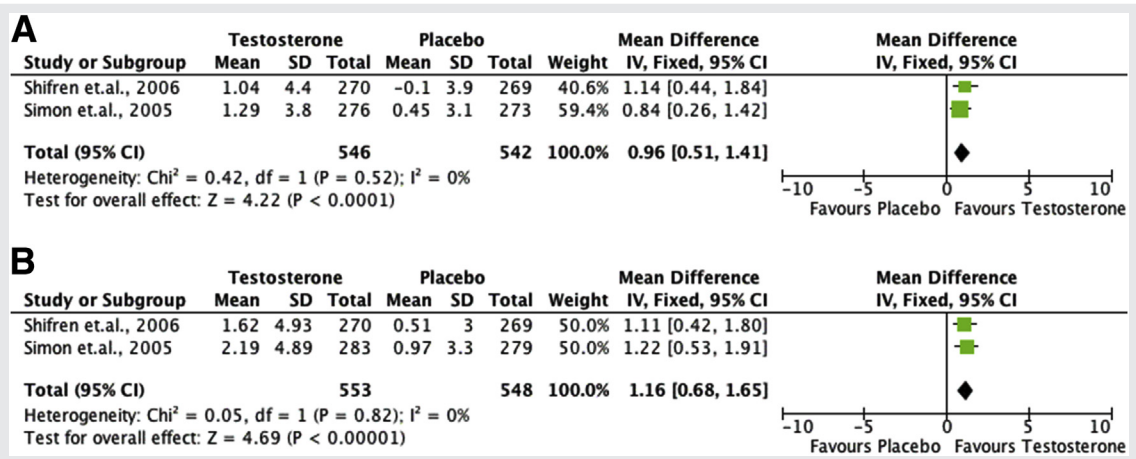 A
Testosterone Placebo Mean Difference Mean Difference
Study or Subgroup Mean SD Total Mean SD Total Weight IV, Fixed, 95% CI IV, Fixed, 95% CI
Shifren et.al., 2006 1.04 4.4 270 -0.1 3.9 269 40.6% 1.14 [0.44, 1.84]
Simon et.al., 2005 1.29 3.8 276 0.45 3.1 273 59.4% 0.84 [0.26, 1.42]
Total (95% CI) 546 542 100.0% 0.96 [0.51, 1.41]
Heterogeneity: Chi² = 0.42, df = 1 (P = 0.52); I² = 0%
Test for overall effect: Z = 4.22 (P < 0.0001)
-10 -5 0 5 10
Favours Placebo Favours Testosterone
B
Testosterone Placebo Mean Difference Mean Difference
Study or Subgroup Mean SD Total Mean SD Total Weight IV, Fixed, 95% CI IV, Fixed, 95% CI
Shifren et.al., 2006 1.62 4.93 270 0.51 3 269 50.0% 1.11 [0.42, 1.80]
Simon et.al., 2005 2.19 4.89 283 0.97 3.3 279 50.0% 1.22 [0.53, 1.91]
Total (95% CI) 553 548 100.0% 1.16 [0.68, 1.65]
Heterogeneity: Chi² = 0.05, df = 1 (P = 0.82); I² = 0%
Test for overall effect: Z = 4.69 (P < 0.00001)
-10 -5 0 5 10
Favours Placebo Favours Testosterone